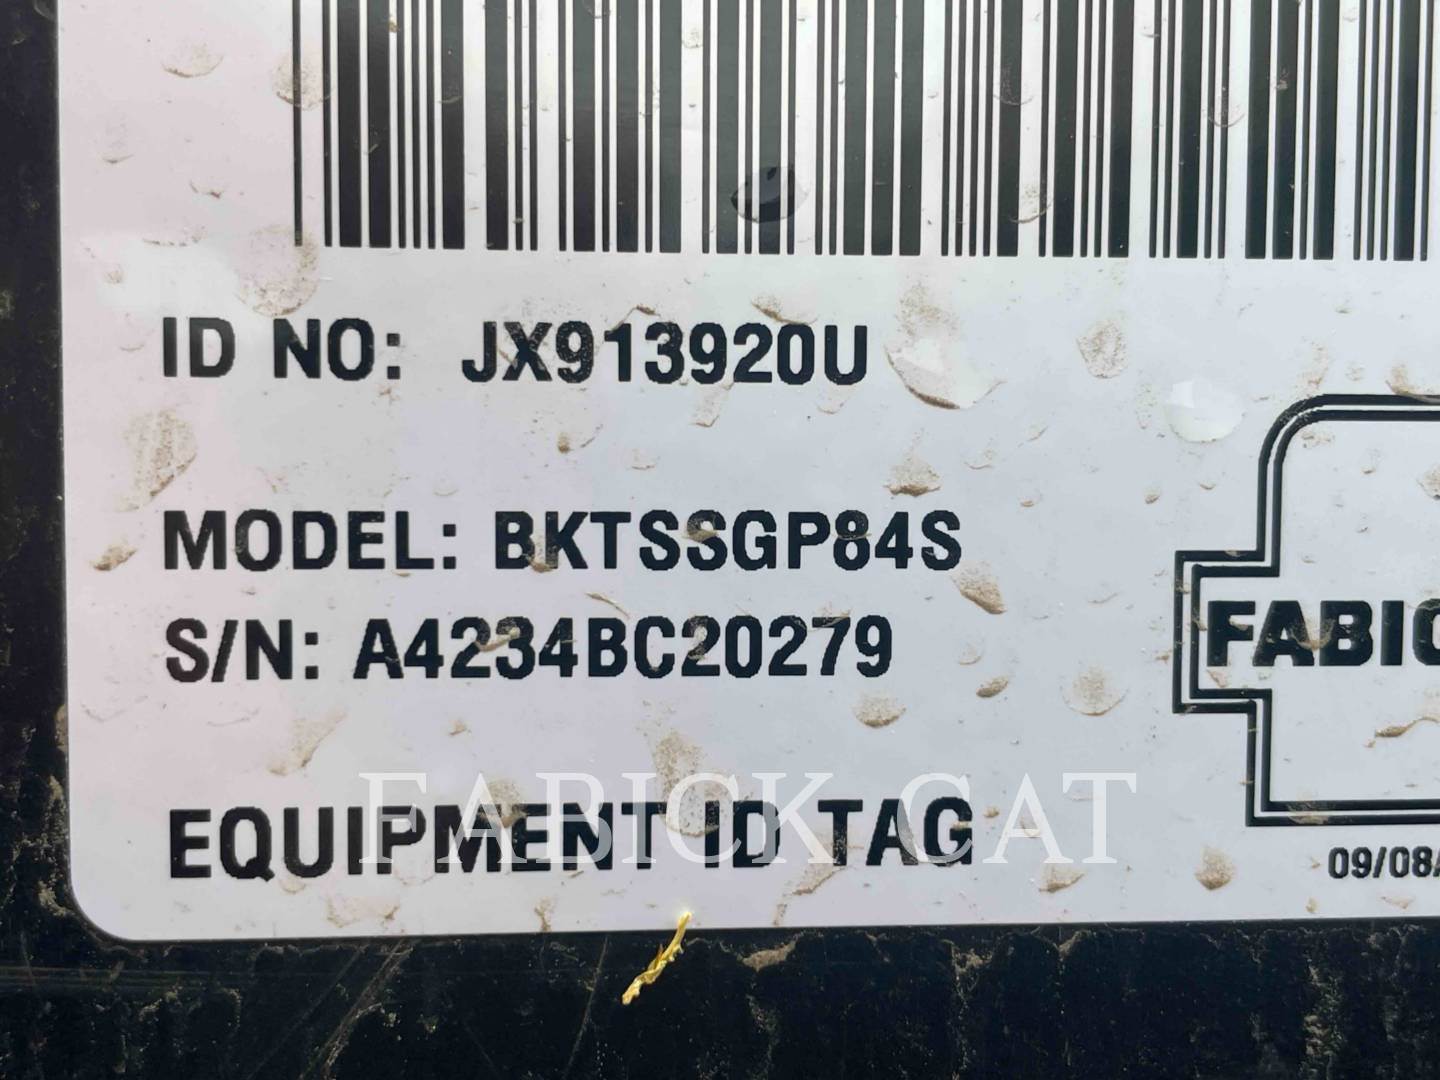 ID NO: JX913920U
MODEL: BKTSSGP84S
S/N: A4234BC20279
FABIC
FABICK CAT
EQUIPMENT ID TAG
09/08/